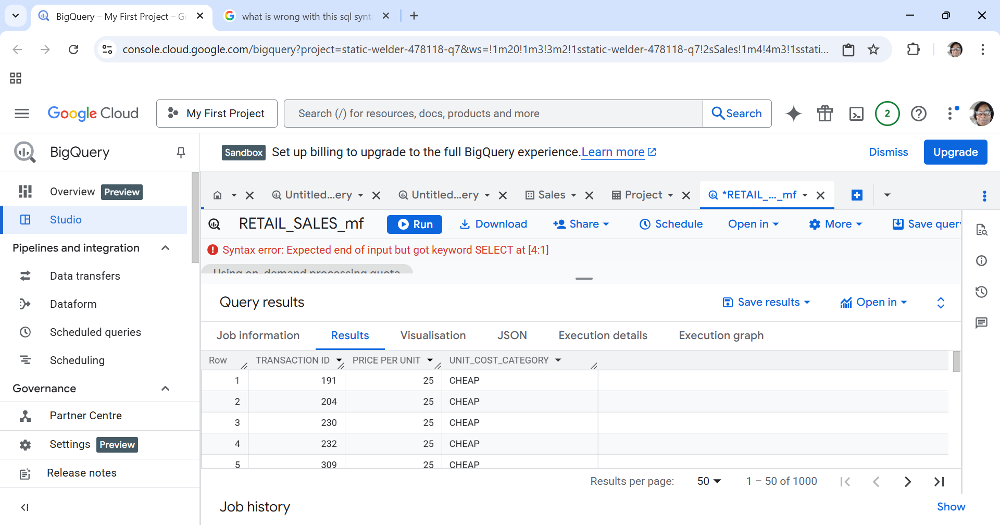 BigQuery – My First Project – Go
what is wrong with this sql synt
console.cloud.google.com/bigquery?project=static-welder-478118-q7&ws=!1m20!1m3!3m2!1sstatic-welder-478118-q7!2sSales!1m4!4m3!1sstati...
Google Cloud
My First Project
Search (/) for resources, docs, products and more
Search
2
BigQuery
Sandbox Set up billing to upgrade to the full BigQuery experience. Learn more
Dismiss
Upgrade
Overview Preview
Studio
Pipelines and integration
Data transfers
Dataform
Scheduled queries
Scheduling
Governance
Partner Centre
Settings Preview
Release notes
Untitled...ery
Untitled...ery
Sales
Project
*RETAIL_..._mf
RETAIL_SALES_mf
Run
Download
Share
Schedule
Open in
More
Save query
Syntax error: Expected end of input but got keyword SELECT at [4:1]
Using on-demand processing quota
Query results
Save results
Open in
Job information
Results
Visualisation
JSON
Execution details
Execution graph
Row TRANSACTION ID PRICE PER UNIT UNIT_COST_CATEGORY
1 191 25 CHEAP
2 204 25 CHEAP
3 230 25 CHEAP
4 232 25 CHEAP
5 309 25 CHEAP
Results per page: 50 1 – 50 of 1000
Job history
Show